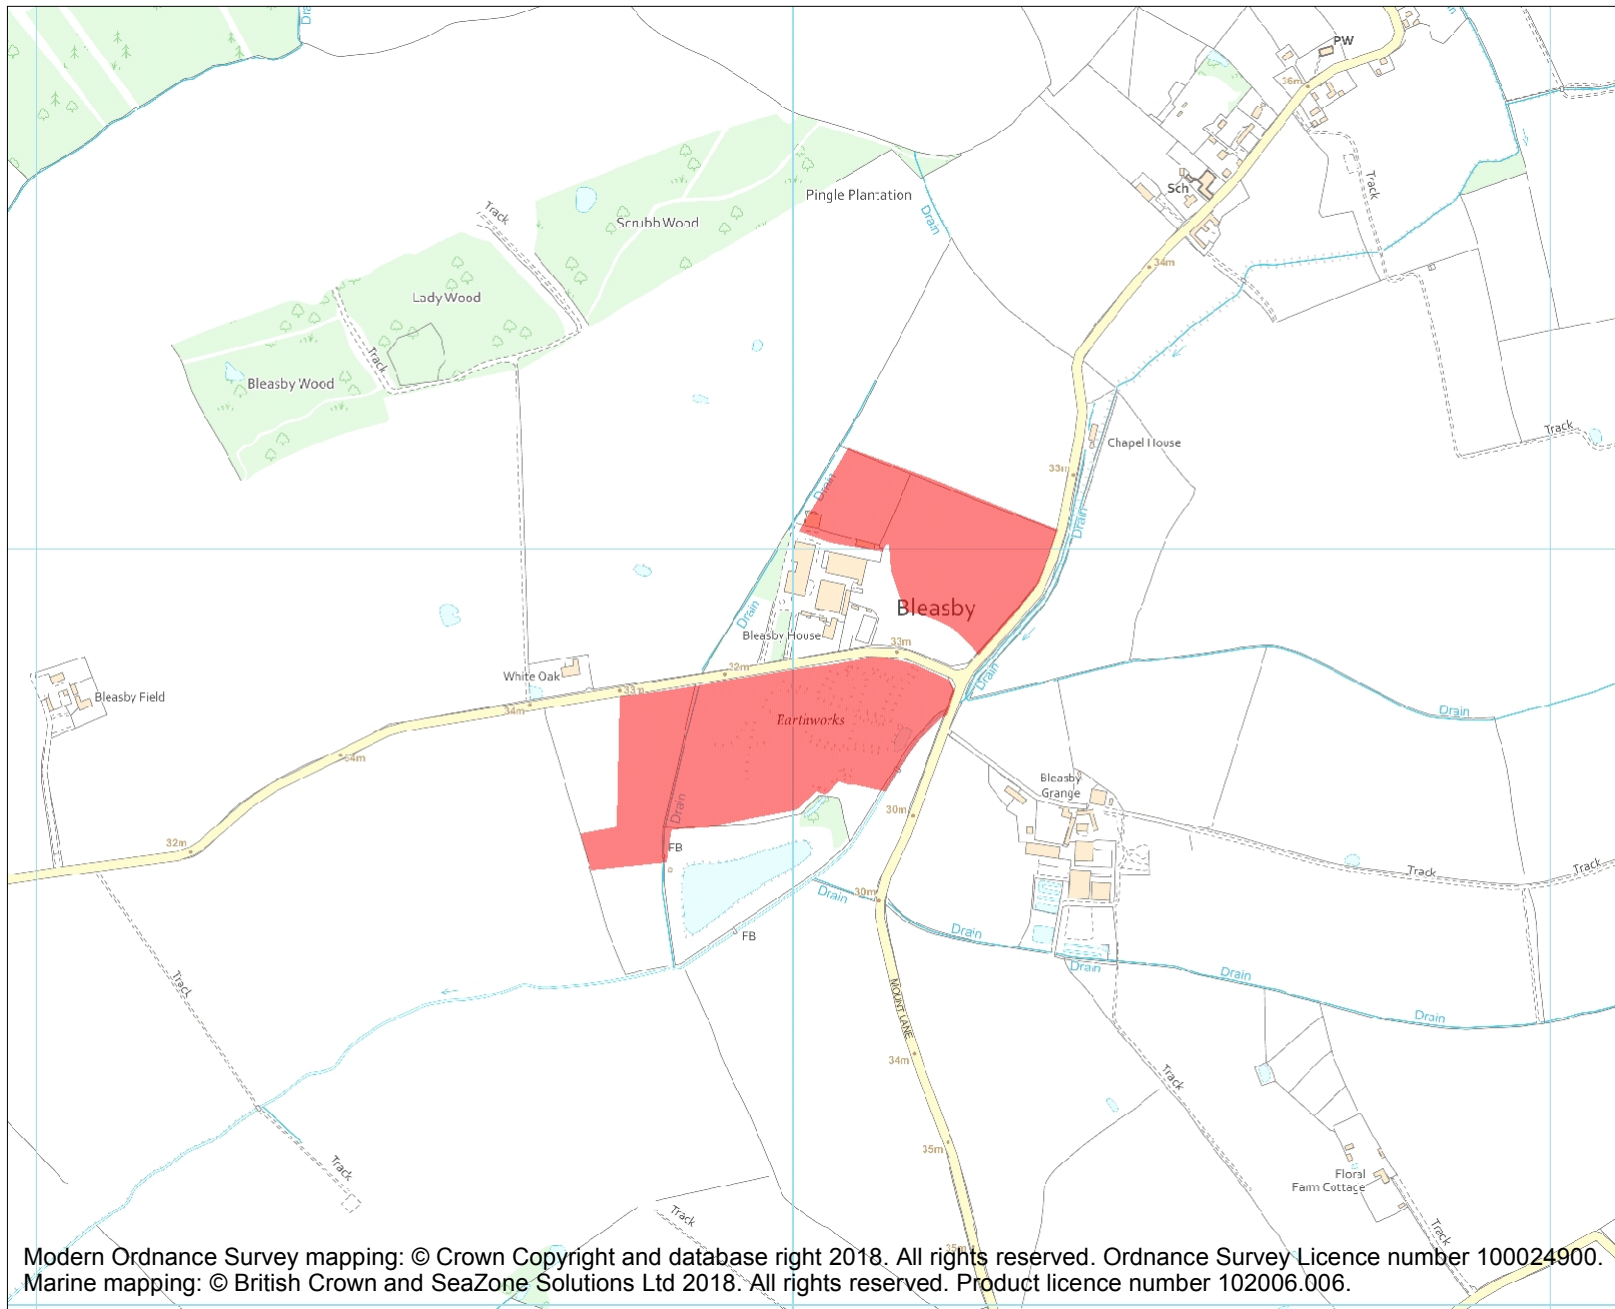 Dra
PW
36m
Track
Sch
Pingle Plantation
Drain
Track
Scrubb Wood
34m
Lady Wood
Track
Bleasby Wood
Track
Chapel House
33m
Drain
Drain
Bleasby
Drain
Bleasby House
33m
32m
White Oak
33m
Drain
Bleasby Field
34m
Earthworks
Drain
34m
Bleasby
Grange
Drain
30m
32m
FB
Track
Track
30m
Drain
FB
Drain
Drain
Drain
Track
MOUNT LANE
Drain
34m
Track
35m
Track
Floral
Farm Cottage
Track
Track
35m
Modern Ordnance Survey mapping: © Crown Copyright and database right 2018. All rights reserved. Ordnance Survey Licence number 100024900.
Marine mapping: © British Crown and SeaZone Solutions Ltd 2018. All rights reserved. Product licence number 102006.006.